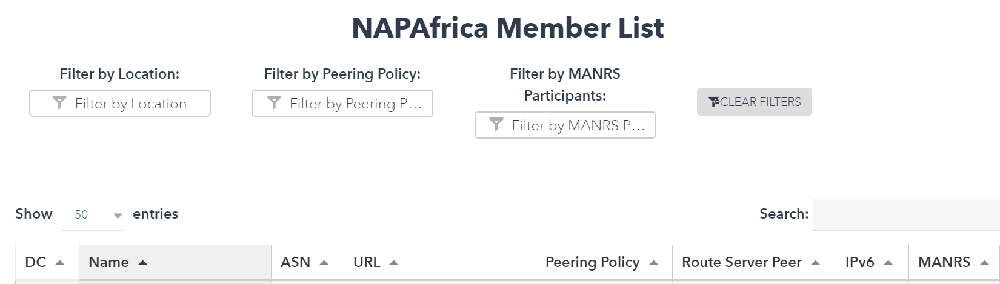 NAPAfrica Member List
Filter by Location:
Filter by Location
Filter by Peering Policy:
Filter by Peering P...
Filter by MANRS
Participants:
Filter by MANRS P...
CLEAR FILTERS
Show 50 entries
Search:
DC Name ASN URL Peering Policy Route Server Peer IPv6 MANRS